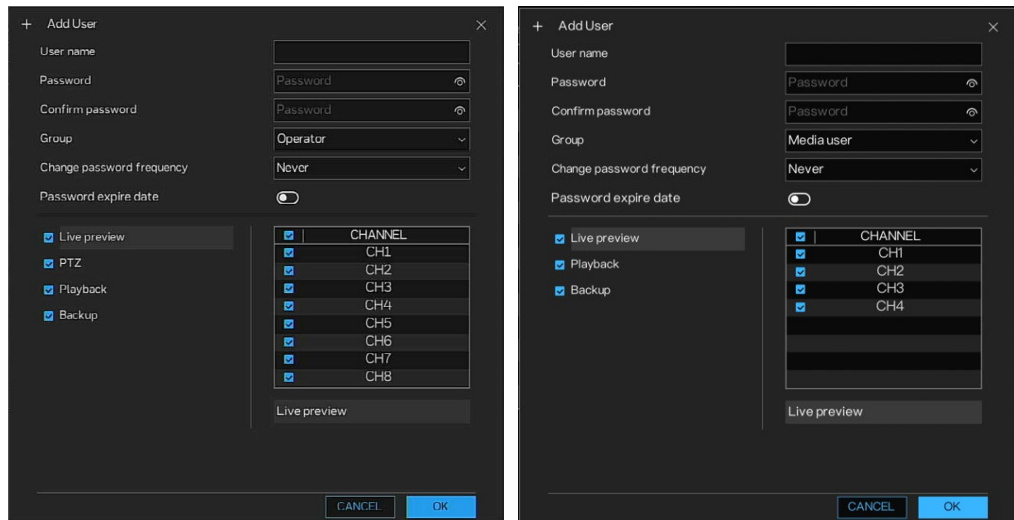 + Add User
User name
Password Password
Confirm password Password
Group Operator
Change password frequency Never
Password expire date
Live preview
PTZ
Playback
Backup
CHANNEL
CH1
CH2
CH3
CH4
CH5
CH6
CH7
CH8
Live preview
CANCEL OK
+ Add User
User name
Password Password
Confirm password Password
Group Media user
Change password frequency Never
Password expire date
Live preview
Playback
Backup
CHANNEL
CH1
CH2
CH3
CH4
Live preview
CANCEL OK